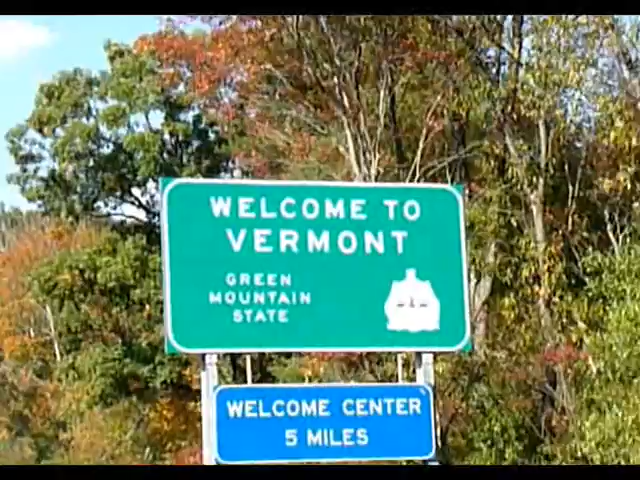 WELCOME TO
VERMONT
GREEN
MOUNTAIN
STATE
WELCOME CENTER
5 MILES